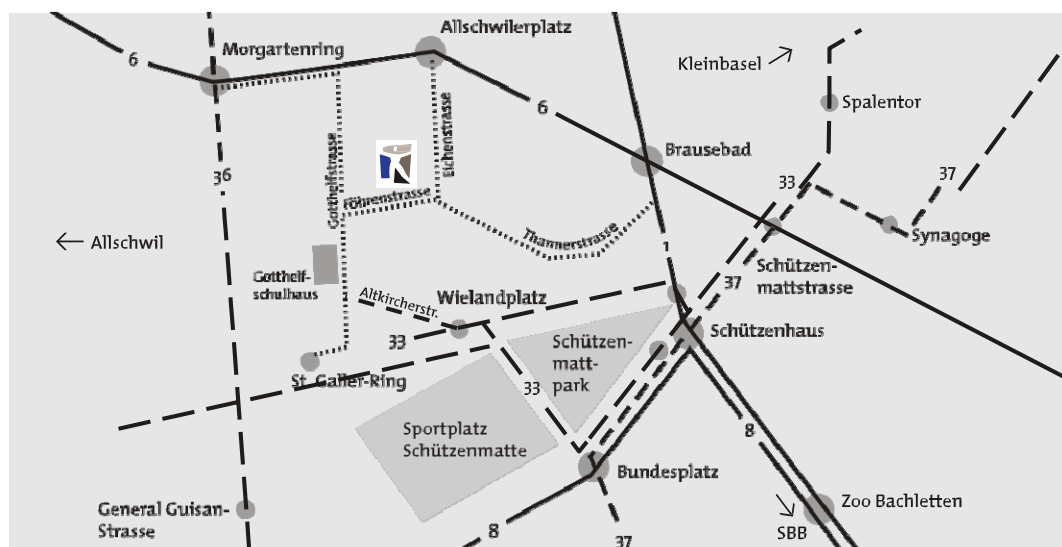 Allschwilerplatz
Morgartenring
6
Kleinbasel
Spalentor
6
Eichenstrasse
Gotthelfstrasse
Brausebad
36
33
37
Föhrenstrasse
Allschwil
Thannerstrasse
Synagoge
1
Schützen-
mattstrasse
37
Gotthelf-
schulhaus
Altkircherstr.
Wielandplatz
33
Schützenhaus
Schützen-
matt-
park
St. Galler-Ring
33
Sportplatz
Schützenmatte
8
Bundesplatz
General Guisan-
Strasse
Zoo Bachletten
SBB
8
37